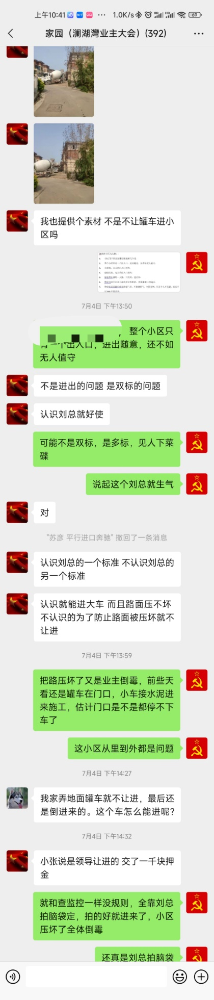 上午10:41 ... 1.0K/s HD HD 69
家园（澜湖灣业主大会）(392)
我也提供个素材 不是不让罐车进小
区吗
7月4日 下午13:50
整个小区只
有一个出入口，进出随意，还不如
无人值守
不是进出的问题 是双标的问题
认识刘总就好使
可能不是双标，是多标，见人下菜
碟
说起这个刘总就生气
对
"苏彦 平行进口奔驰" 撤回了一条消息
认识刘总的一个标准 不认识刘总的
另一个标准
认识就能进大车 而且路面压不坏
不认识的为了防止路面被压坏就不
让进
7月4日 下午13:59
把路压坏了又是业主倒霉，前些天
看还是罐车在门口，小车接水泥进
来施工，估计门口是不是都停不下
车了
这小区从里到外都是问题
7月4日 下午14:27
我家弄地面罐车就不让进，最后还
是倒进来的。这个车怎么能进呢？
7月4日 下午14:32
小张说是领导让进的 交了一千块押
金
就和查监控一样没规则，全靠刘总
拍脑袋定，拍的好就进来了，小区
压坏了全体倒霉
还真是刘总拍脑袋